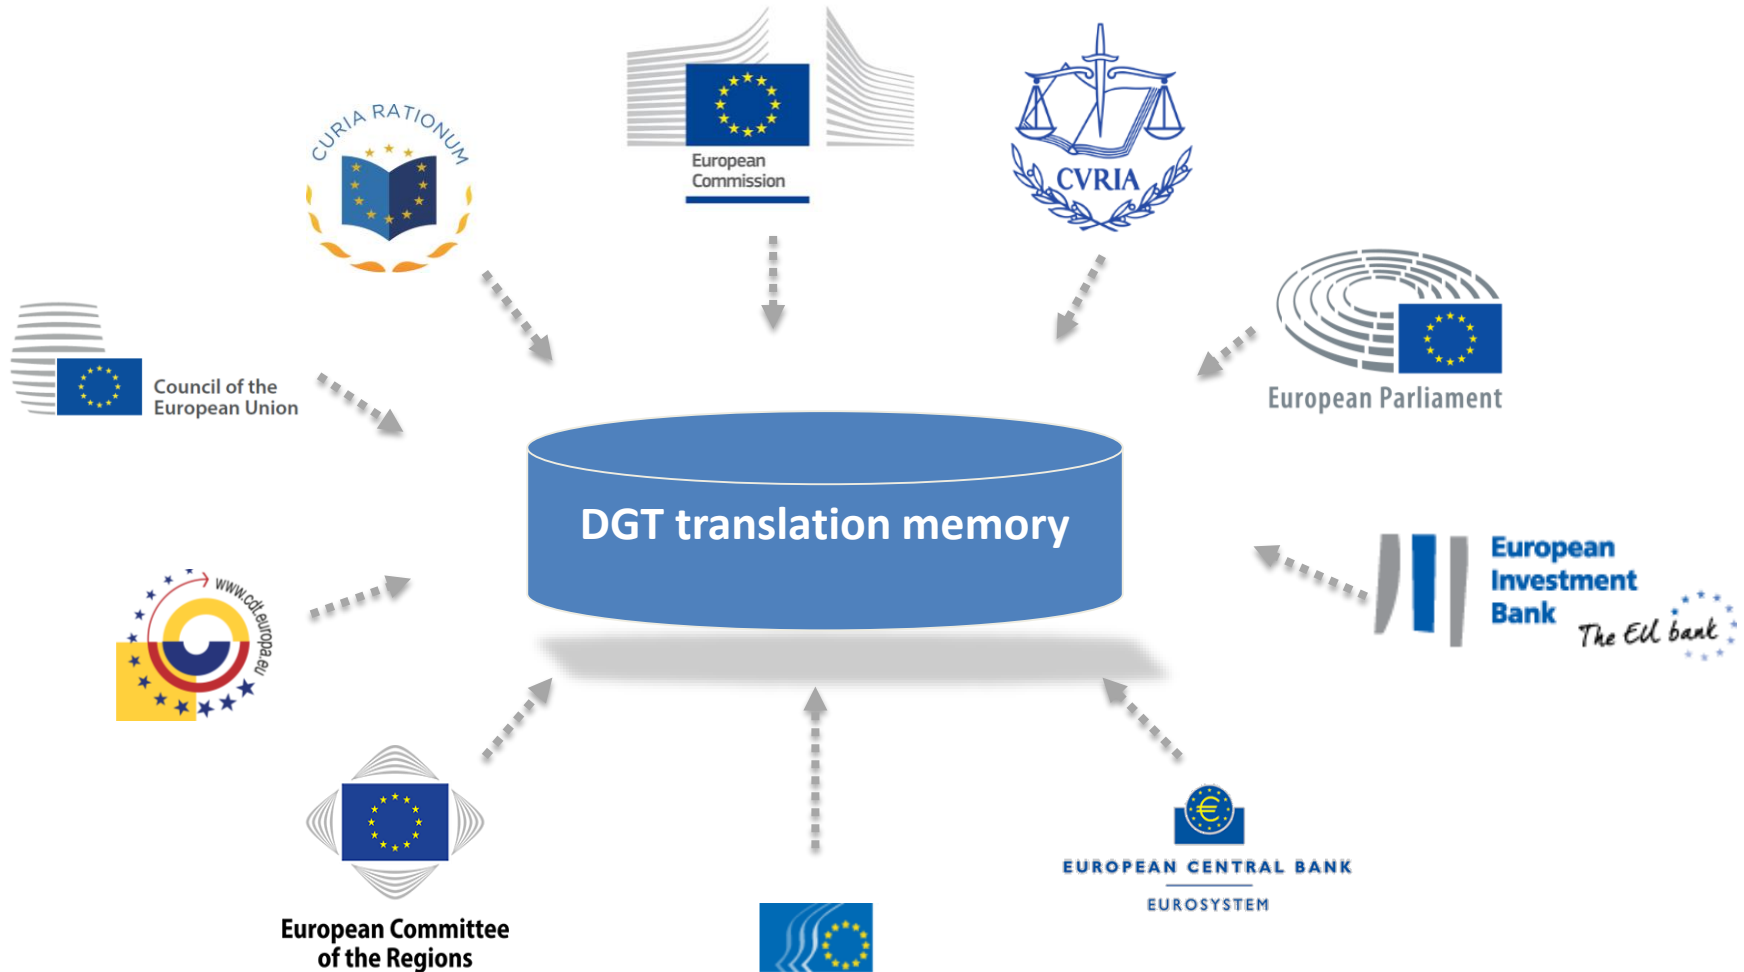 CURIA RATIONUM
European
Commission
CVRIA
Council of the
European Union
European Parliament
DGT translation memory
European
Investment
Bank
The EU bank
www.cdt.europa.eu
€
EUROPEAN CENTRAL BANK
EUROSYSTEM
European Committee
of the Regions